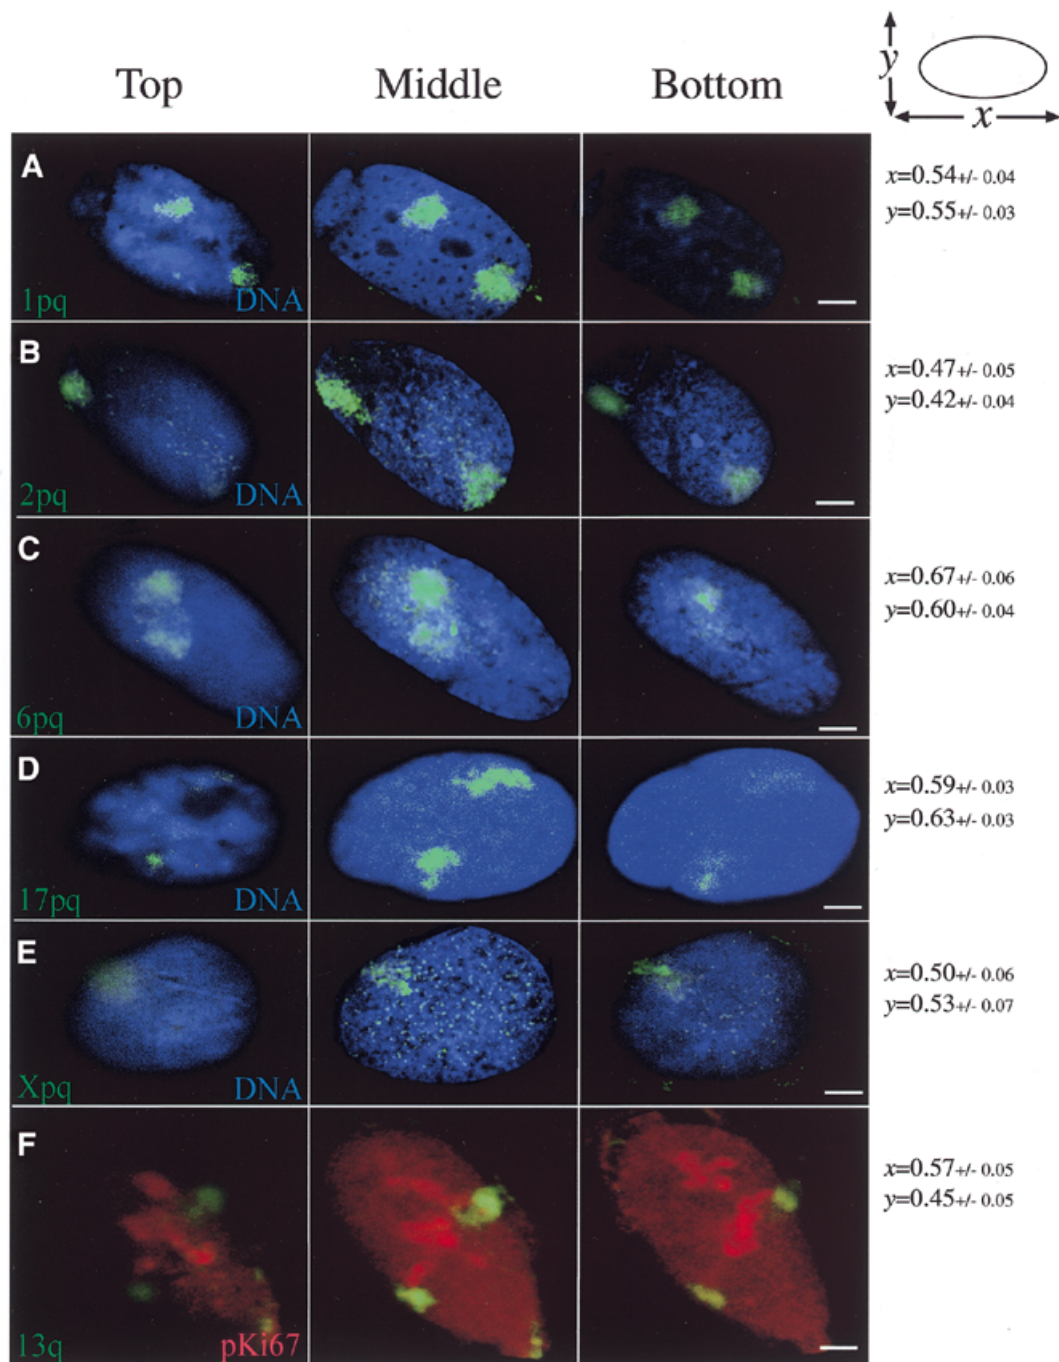 Top Middle Bottom
y
x
A
x=0.54+/- 0.04
y=0.55+/- 0.03
1pq DNA
B
x=0.47+/- 0.05
y=0.42+/- 0.04
2pq DNA
C
x=0.67+/- 0.06
y=0.60+/- 0.04
6pq DNA
D
x=0.59+/- 0.03
y=0.63+/- 0.03
17pq DNA
E
x=0.50+/- 0.06
y=0.53+/- 0.07
Xpq DNA
F
x=0.57+/- 0.05
y=0.45+/- 0.05
13q pKi67